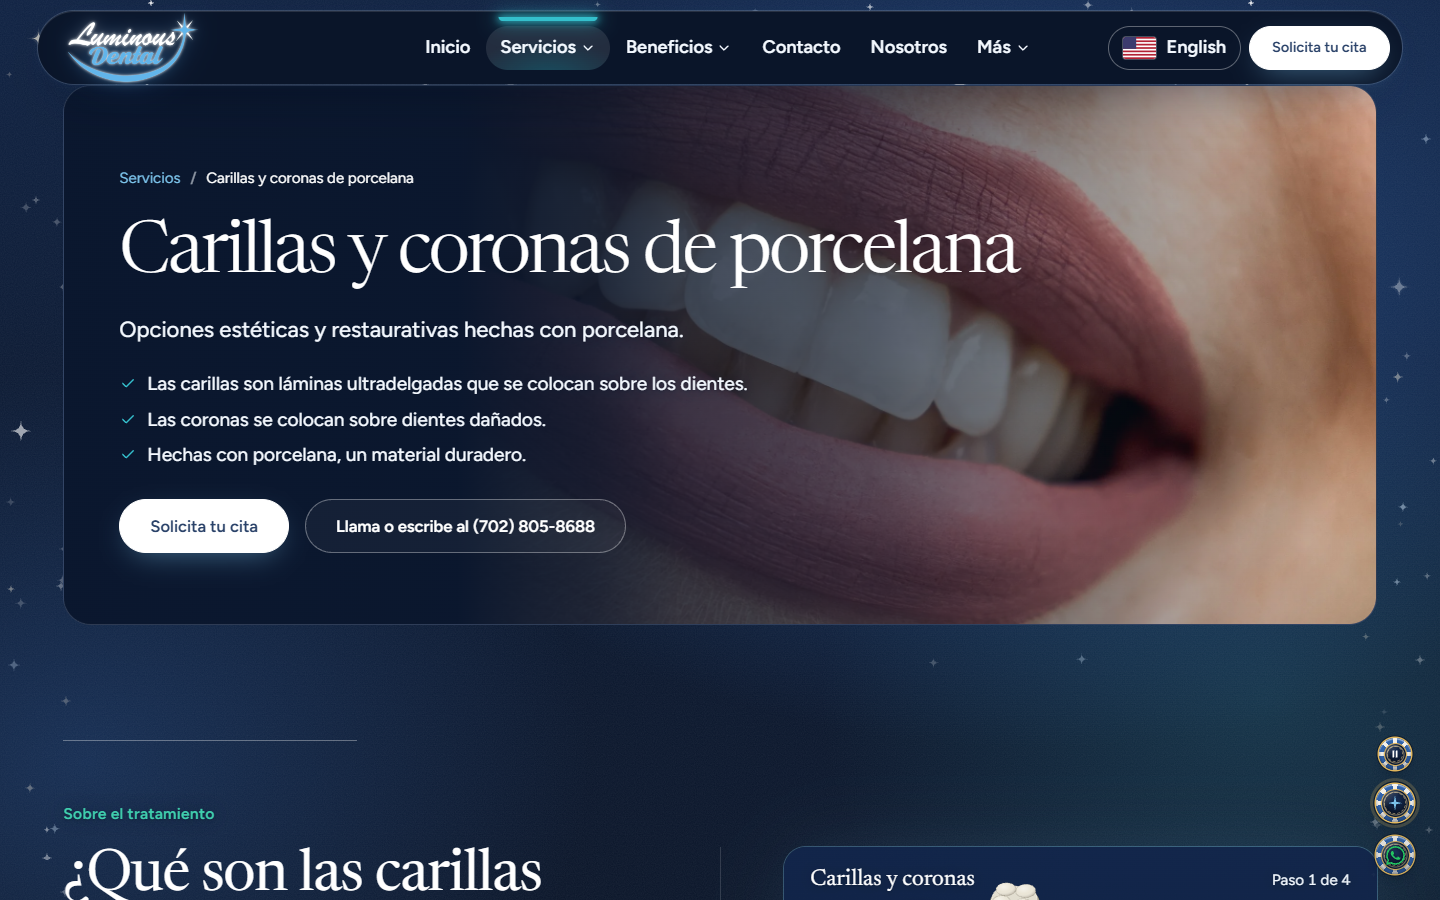 Luminous
Dental
Inicio
Servicios
Beneficios
Contacto
Nosotros
Más
English
Solicita tu cita
Servicios / Carillas y coronas de porcelana
Carillas y coronas de porcelana
Opciones estéticas y restaurativas hechas con porcelana.
Las carillas son láminas ultradelgadas que se colocan sobre los dientes.
Las coronas se colocan sobre dientes dañados.
Hechas con porcelana, un material duradero.
Solicita tu cita
Llama o escribe al (702) 805-8688
Sobre el tratamiento
¿Qué son las carillas
Carillas y coronas
Paso 1 de 4